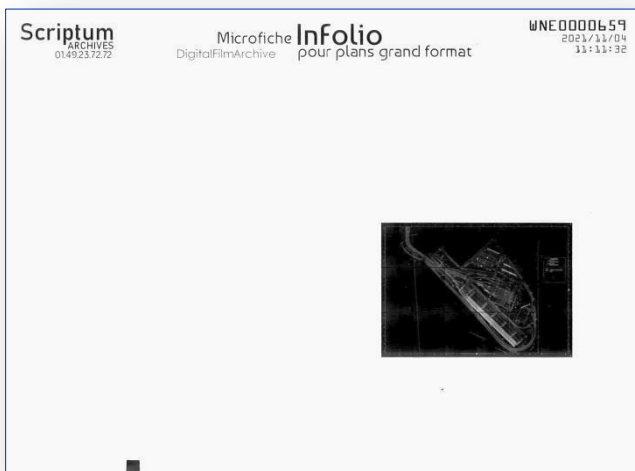 Scriptum
ARCHIVES
01.49.23.72.72
Microfiche InFolio
DigitalFilmArchive pour plans grand format
WNE0000659
2021/11/04
11:11:32